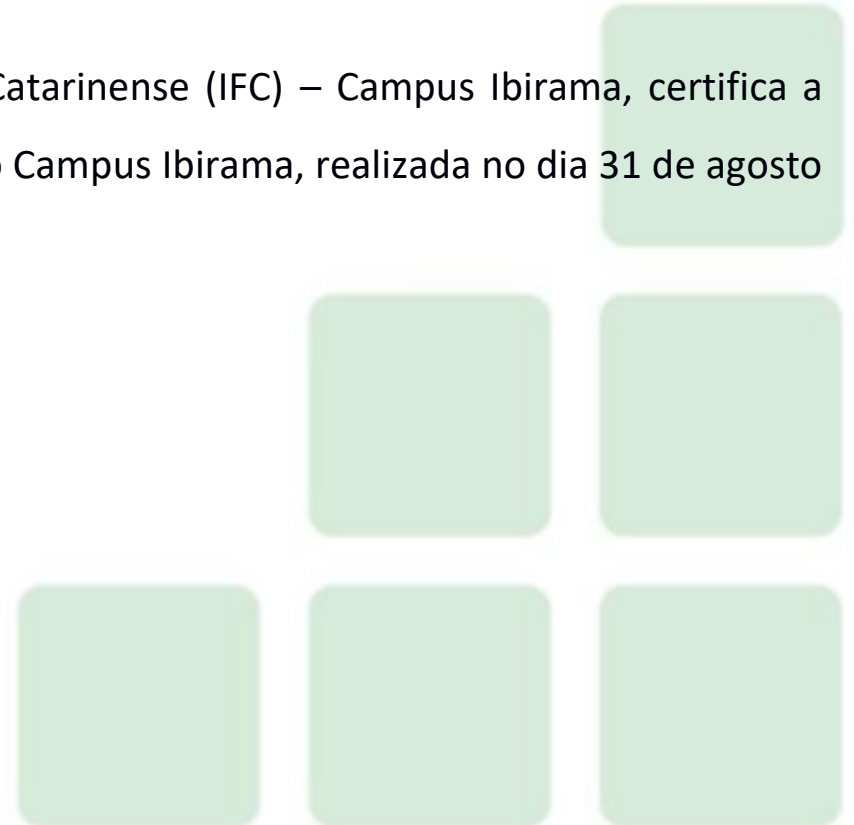 Catarinense (IFC) – Campus Ibirama, certifica a
Campus Ibirama, realizada no dia 31 de agosto